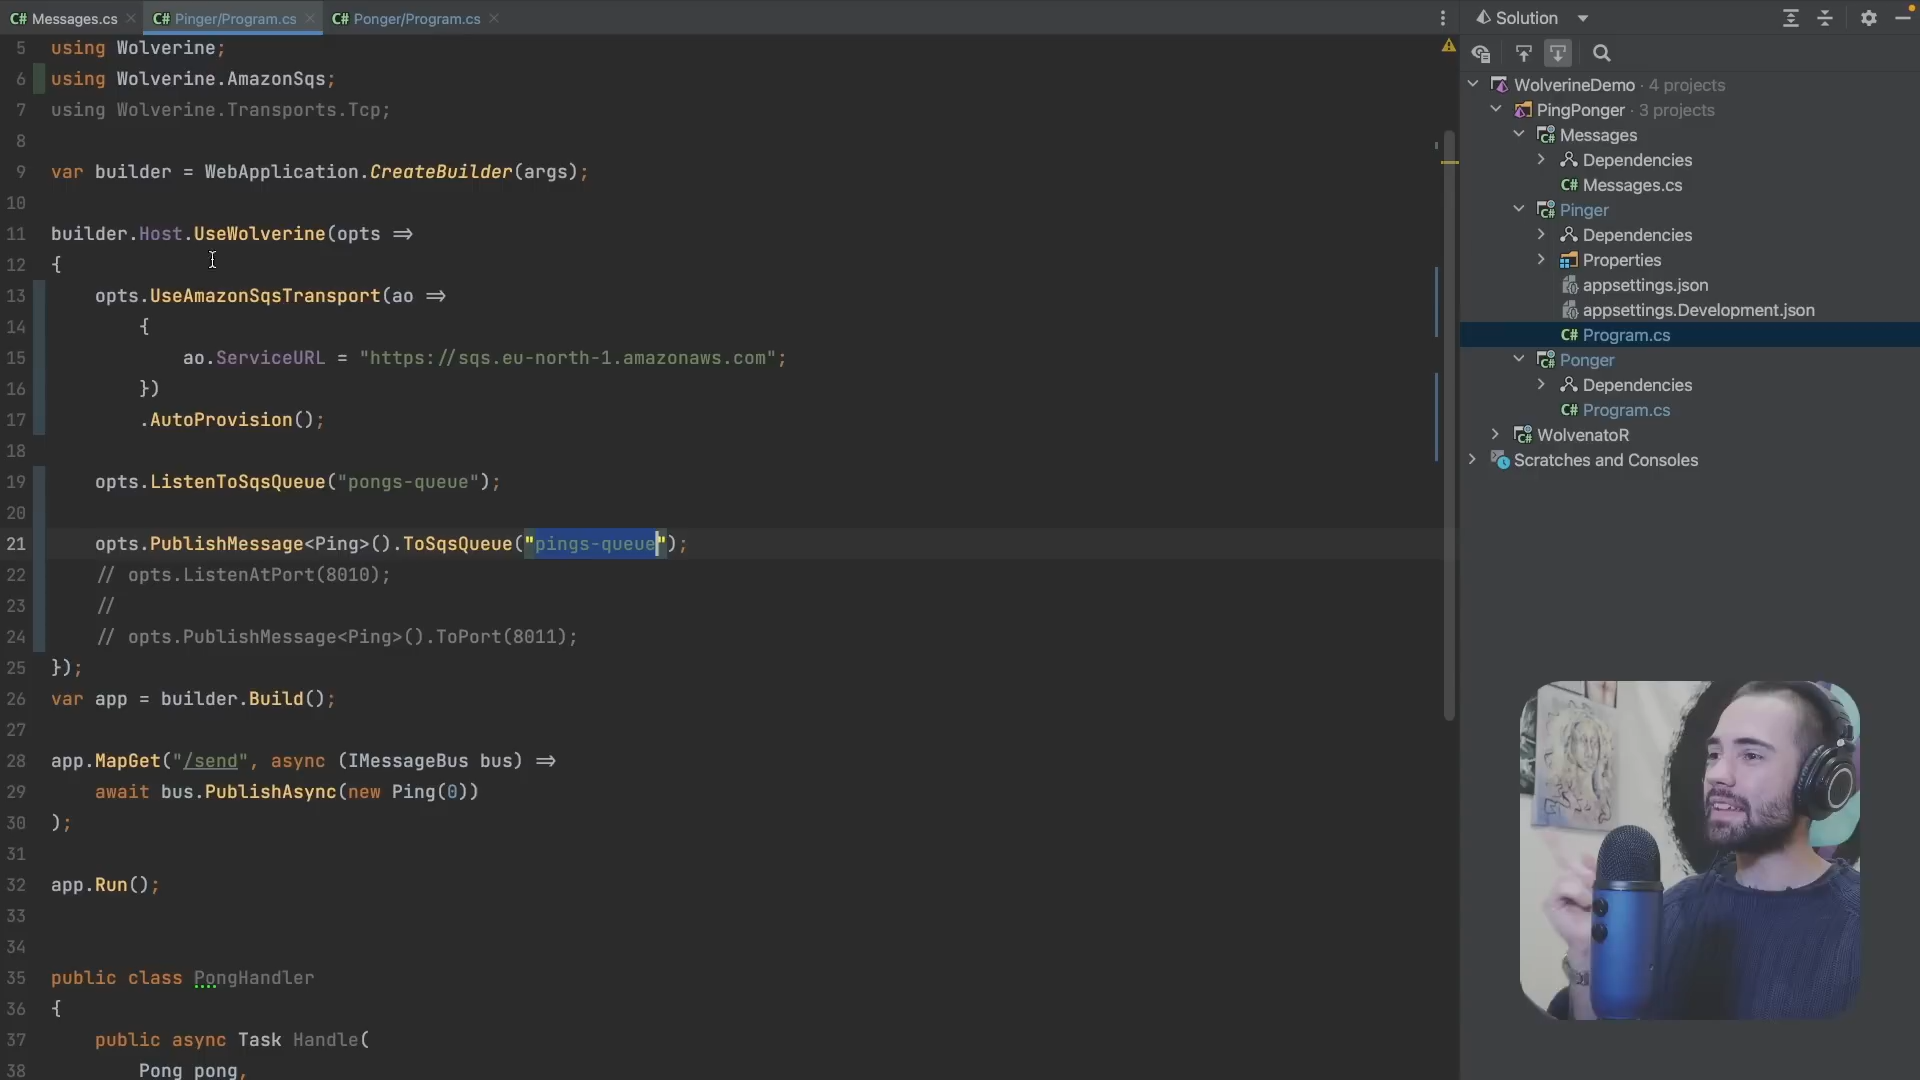 Messages.cs
Pinger/Program.cs
Ponger/Program.cs
5 using Wolverine;
6 using Wolverine.AmazonSqs;
7 using Wolverine.Transports.Tcp;
8
9 var builder = WebApplication.CreateBuilder(args);
10
11 builder.Host.UseWolverine(opts =>
12 {
13 opts.UseAmazonSqsTransport(ao =>
14 {
15 ao.ServiceURL = "https://sqs.eu-north-1.amazonaws.com";
16 })
17 .AutoProvision();
18
19 opts.ListenToSqsQueue("pongs-queue");
20
21 opts.PublishMessage<Ping>().ToSqsQueue("pings-queue");
22 // opts.ListenAtPort(8010);
23 //
24 // opts.PublishMessage<Ping>().ToPort(8011);
25 });
26 var app = builder.Build();
27
28 app.MapGet("/send", async (IMessageBus bus) =>
29 await bus.PublishAsync(new Ping(0))
30 );
31
32 app.Run();
33
34
35 public class PongHandler
36 {
37 public async Task Handle(
38 Pong pong,
Solution
WolverineDemo · 4 projects
PingPonger · 3 projects
Messages
Dependencies
C# Messages.cs
Pinger
Dependencies
Properties
appsettings.json
appsettings.Development.json
C# Program.cs
Ponger
Dependencies
C# Program.cs
WolvenatoR
Scratches and Consoles